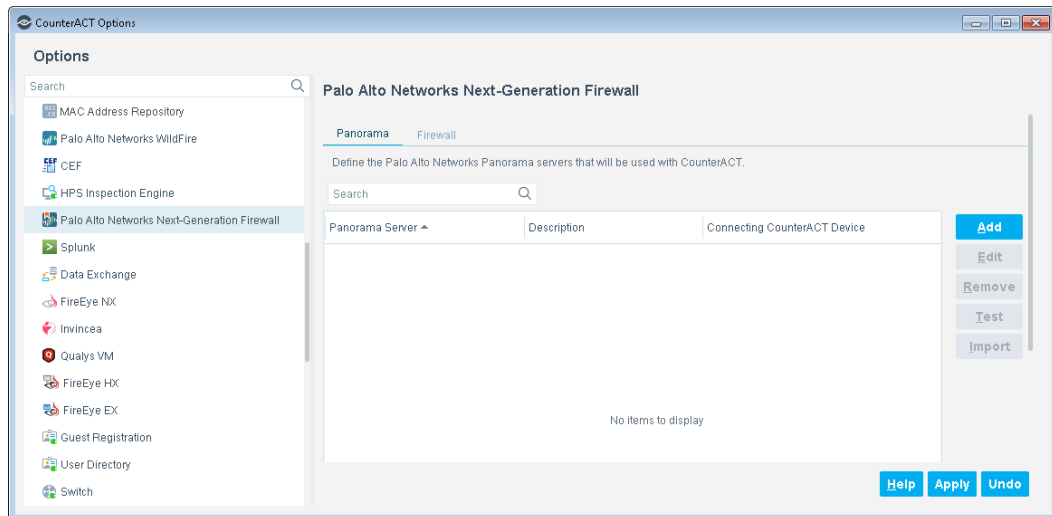 CounterACT Options
Options
Search
MAC Address Repository
Palo Alto Networks WildFire
CEF
HPS Inspection Engine
Palo Alto Networks Next-Generation Firewall
Splunk
Data Exchange
FireEye NX
Invincea
Qualys VM
FireEye HX
FireEye EX
Guest Registration
User Directory
Switch
Palo Alto Networks Next-Generation Firewall
Panorama Firewall
Define the Palo Alto Networks Panorama servers that will be used with CounterACT.
Search
Panorama Server Description Connecting CounterACT Device
No items to display
Add
Edit
Remove
Test
Import
Help Apply Undo